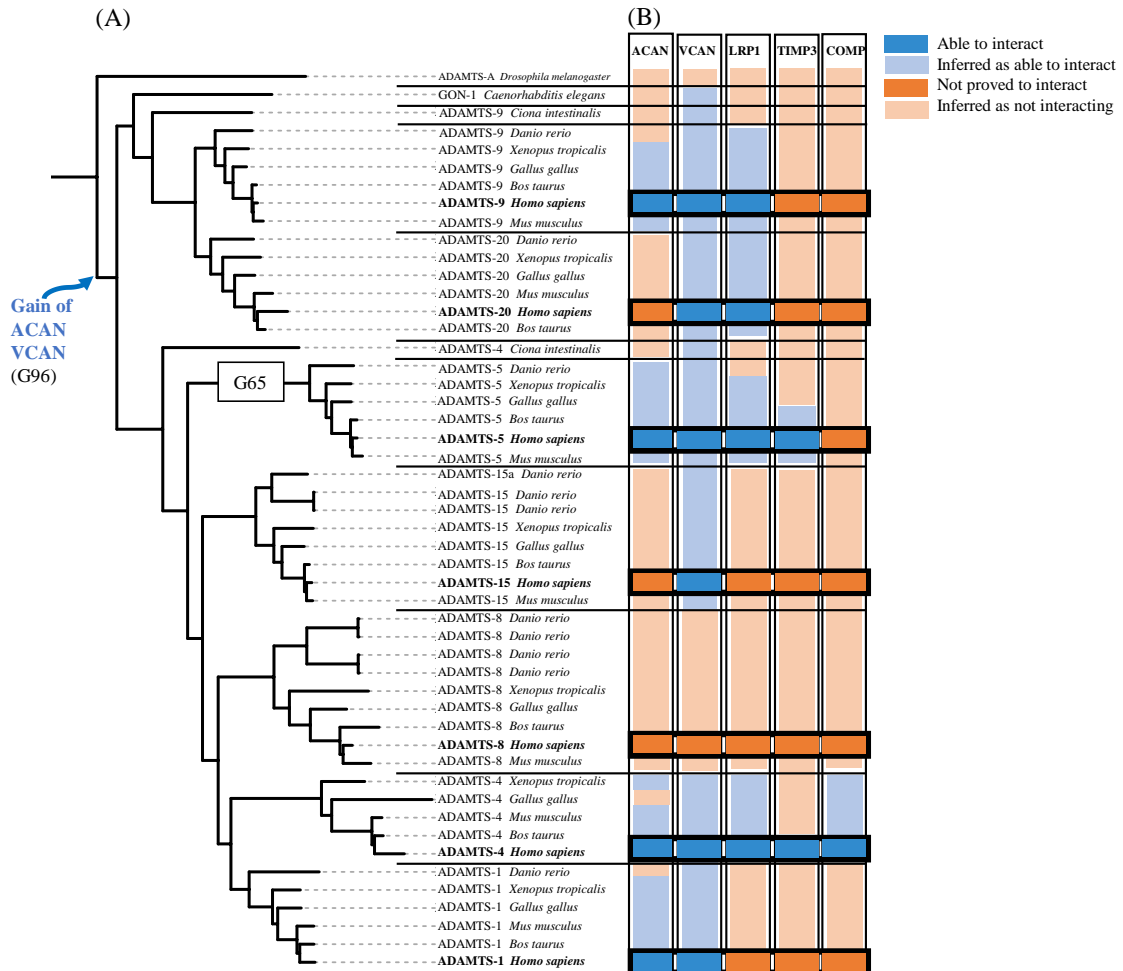 (A)
(B)
ACAN VCAN LRP1 TIMP3 COMP
Able to interact
Inferred as able to interact
Not proved to interact
Inferred as not interacting
ADAMTS-A Drosophila melanogaster
GON-1 Caenorhabditis elegans
ADAMTS-9 Ciona intestinalis
ADAMTS-9 Danio rerio
ADAMTS-9 Xenopus tropicalis
ADAMTS-9 Gallus gallus
ADAMTS-9 Bos taurus
ADAMTS-9 Homo sapiens
ADAMTS-9 Mus musculus
ADAMTS-20 Danio rerio
ADAMTS-20 Xenopus tropicalis
ADAMTS-20 Gallus gallus
ADAMTS-20 Mus musculus
ADAMTS-20 Homo sapiens
ADAMTS-20 Bos taurus
Gain of
ACAN
VCAN
(G96)
ADAMTS-4 Ciona intestinalis
G65
ADAMTS-5 Danio rerio
ADAMTS-5 Xenopus tropicalis
ADAMTS-5 Gallus gallus
ADAMTS-5 Bos taurus
ADAMTS-5 Homo sapiens
ADAMTS-5 Mus musculus
ADAMTS-15a Danio rerio
ADAMTS-15 Danio rerio
ADAMTS-15 Danio rerio
ADAMTS-15 Xenopus tropicalis
ADAMTS-15 Gallus gallus
ADAMTS-15 Bos taurus
ADAMTS-15 Homo sapiens
ADAMTS-15 Mus musculus
ADAMTS-8 Danio rerio
ADAMTS-8 Danio rerio
ADAMTS-8 Danio rerio
ADAMTS-8 Danio rerio
ADAMTS-8 Xenopus tropicalis
ADAMTS-8 Gallus gallus
ADAMTS-8 Bos taurus
ADAMTS-8 Homo sapiens
ADAMTS-8 Mus musculus
ADAMTS-4 Xenopus tropicalis
ADAMTS-4 Gallus gallus
ADAMTS-4 Mus musculus
ADAMTS-4 Bos taurus
ADAMTS-4 Homo sapiens
ADAMTS-1 Danio rerio
ADAMTS-1 Xenopus tropicalis
ADAMTS-1 Gallus gallus
ADAMTS-1 Mus musculus
ADAMTS-1 Bos taurus
ADAMTS-1 Homo sapiens